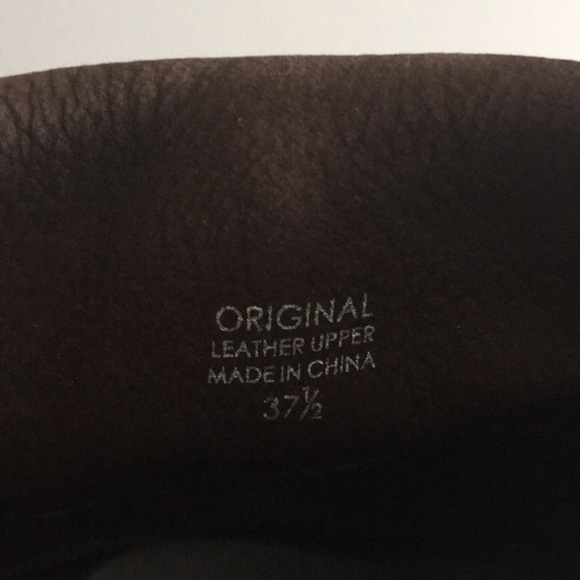 ORIGINAL
LEATHER UPPER
MADE IN CHINA
37½